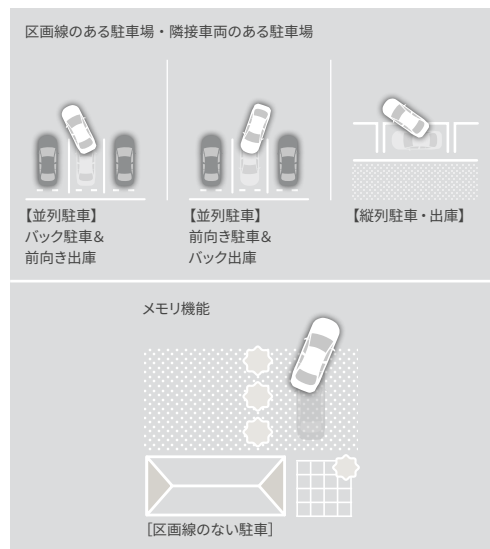 区画線のある駐車場・隣接車両のある駐車場
【並列駐車】
バック駐車&
前向き出庫
【並列駐車】
前向き駐車&
バック出庫
【縦列駐車・出庫】
メモリ機能
[区画線のない駐車]